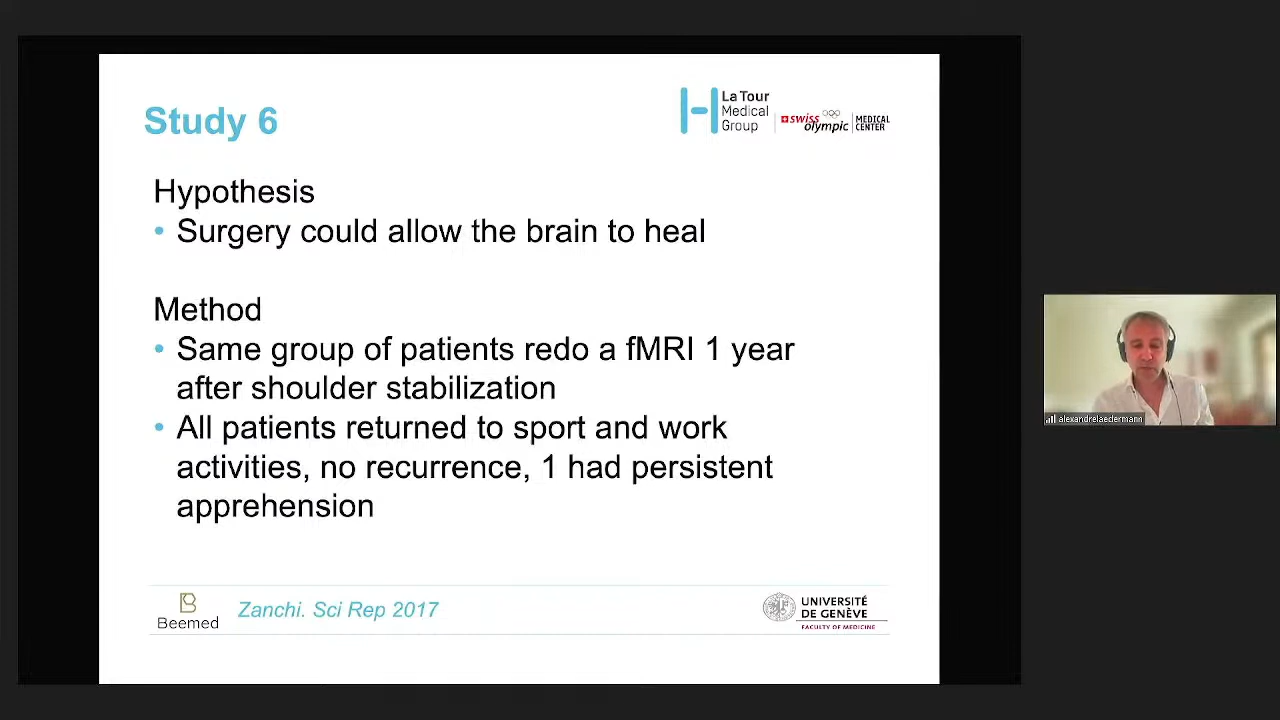 Study 6
La Tour
Medical
Group
swiss
olympic
MEDICAL
CENTER
Hypothesis
• Surgery could allow the brain to heal
Method
• Same group of patients redo a fMRI 1 year
after shoulder stabilization
• All patients returned to sport and work
activities, no recurrence, 1 had persistent
apprehension
Beemed
Zanchi. Sci Rep 2017
UNIVERSITÉ
DE GENÈVE
FACULTY OF MEDICINE
alexandrelaedermann